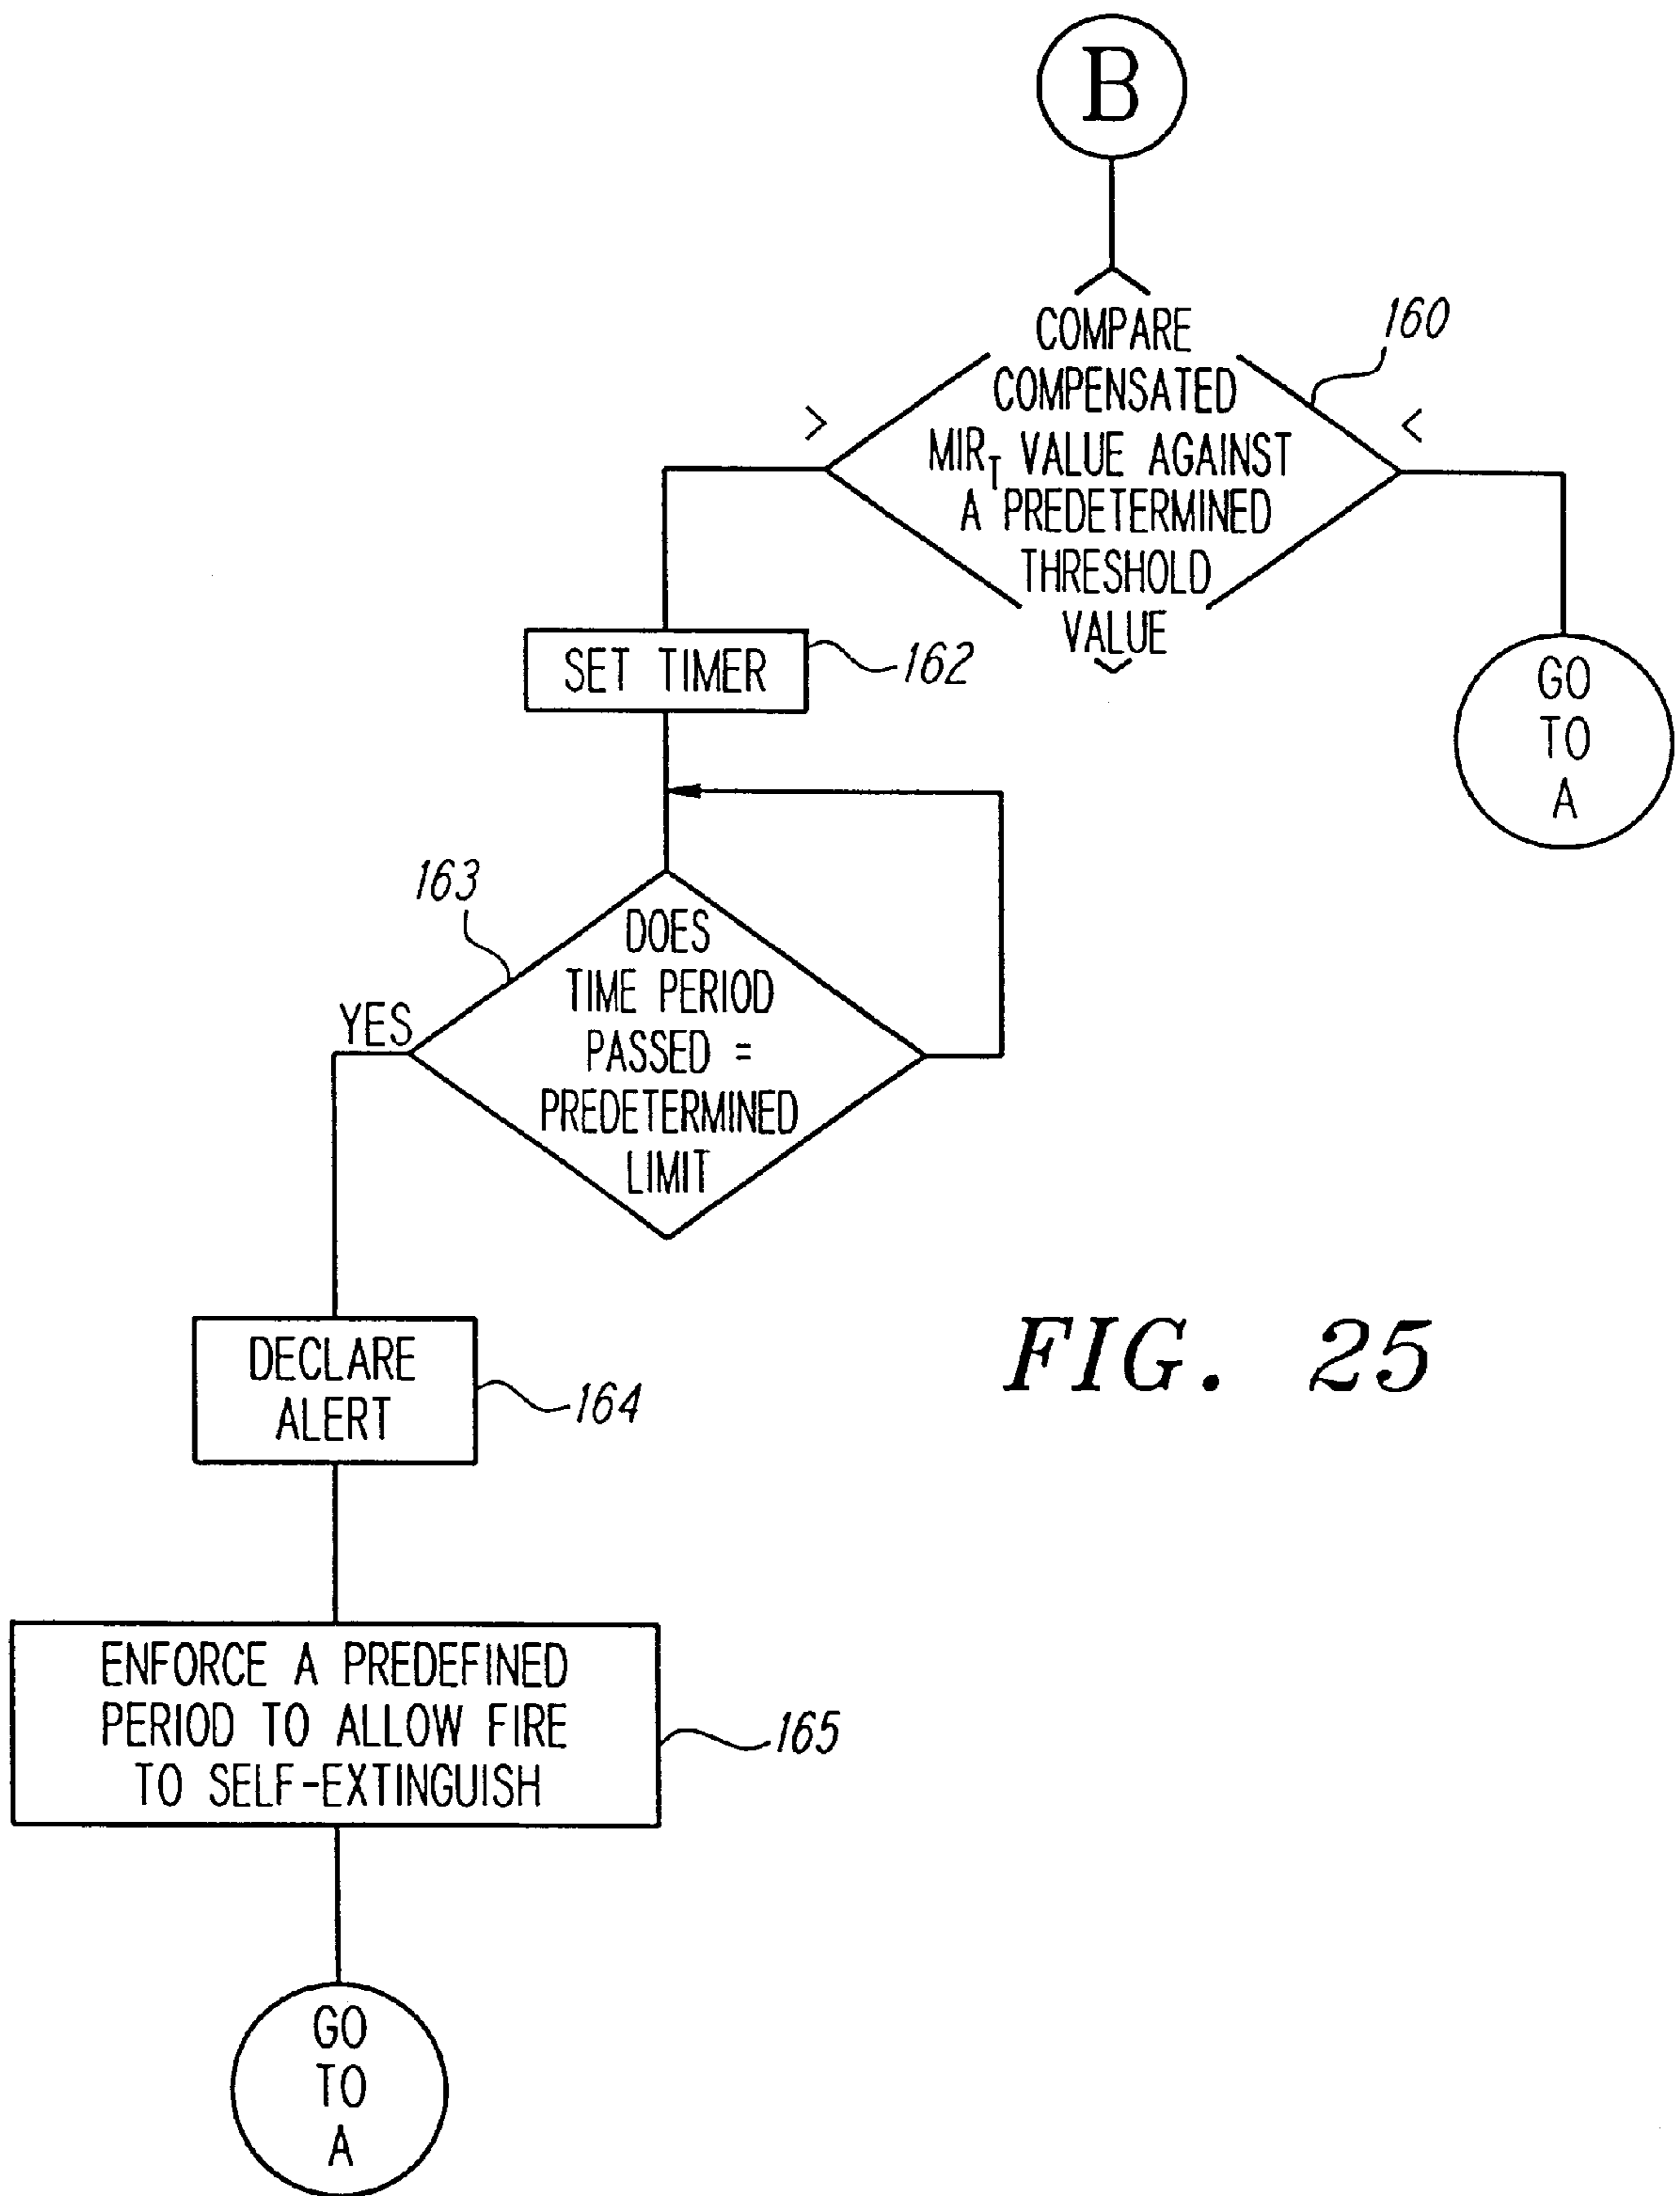 B
COMPARE
COMPENSATED
MIR_T VALUE AGAINST
A PREDETERMINED
THRESHOLD
VALUE
160
>
<
SET TIMER
162
GO
TO
A
163
DOES
TIME PERIOD
PASSED =
PREDETERMINED
LIMIT
YES
DECLARE
ALERT
164
FIG. 25
ENFORCE A PREDEFINED
PERIOD TO ALLOW FIRE
TO SELF-EXTINGUISH
165
GO
TO
A